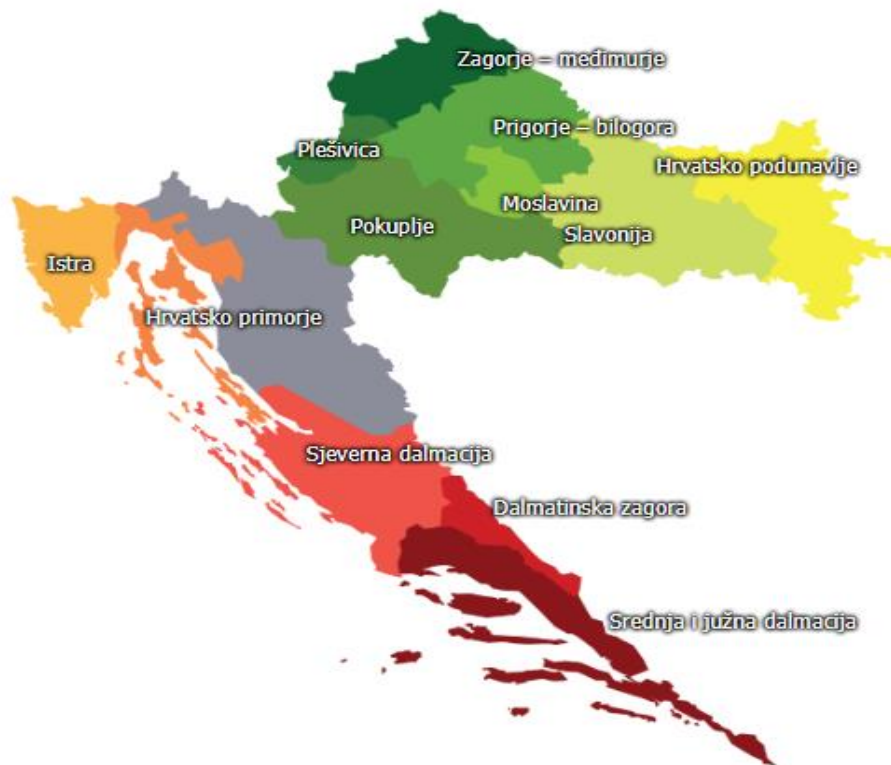 Zagorje – međimurje
Prigorje – bilogora
Plešivica
Hrvatsko podunavlje
Moslavina
Pokuplje
Slavonija
Istra
Hrvatsko primorje
Sjeverna dalmacija
Dalmatinska zagora
Srednja i južna dalmacija